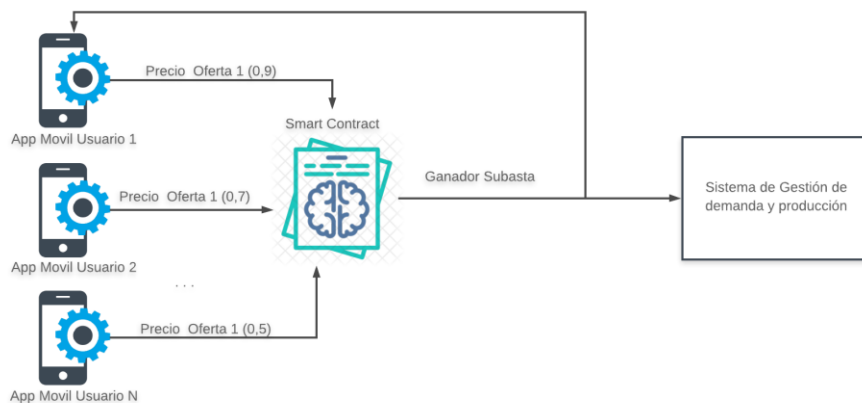 Precio Oferta 1 (0,9)
App Movil Usuario 1
Smart Contract
Precio Oferta 1 (0,7)
Ganador Subasta
Sistema de Gestión de
demanda y producción
App Movil Usuario 2
. . .
Precio Oferta 1 (0,5)
App Movil Usuario N